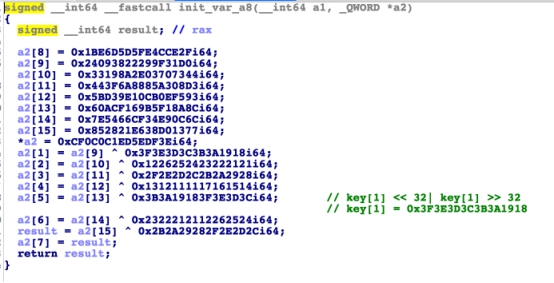 signed __int64 __fastcall init_var_a8(__int64 a1, _QWORD *a2)
{
signed __int64 result; // rax
a2[8] = 0x1BE6D5D5FE4CCE2Fi64;
a2[9] = 0x24093822299F31D0i64;
a2[10] = 0x33198A2E03707344i64;
a2[11] = 0x443F6A8885A308D3i64;
a2[12] = 0x5BD39E10CB0EF593i64;
a2[13] = 0x60ACF169B5F18A8Ci64;
a2[14] = 0x7E5466CF34E90C6Ci64;
a2[15] = 0x852821E638D01377i64;
*a2 = 0xCF0C0C1ED5EDF3Ei64;
a2[1] = a2[9] ^ 0x3F3E3D3C3B3A1918i64;
a2[2] = a2[10] ^ 0x1226252423222121i64;
a2[3] = a2[11] ^ 0x2F2E2D2C2B2A2928i64;
a2[4] = a2[12] ^ 0x1312111117161514i64;
a2[5] = a2[13] ^ 0x3B3A19183F3E3D3Ci64; // key[1] << 32| key[1] >> 32
// key[1] = 0x3F3E3D3C3B3A1918
a2[6] = a2[14] ^ 0x2322212112262524i64;
result = a2[15] ^ 0x2B2A29282F2E2D2Ci64;
a2[7] = result;
return result;
}